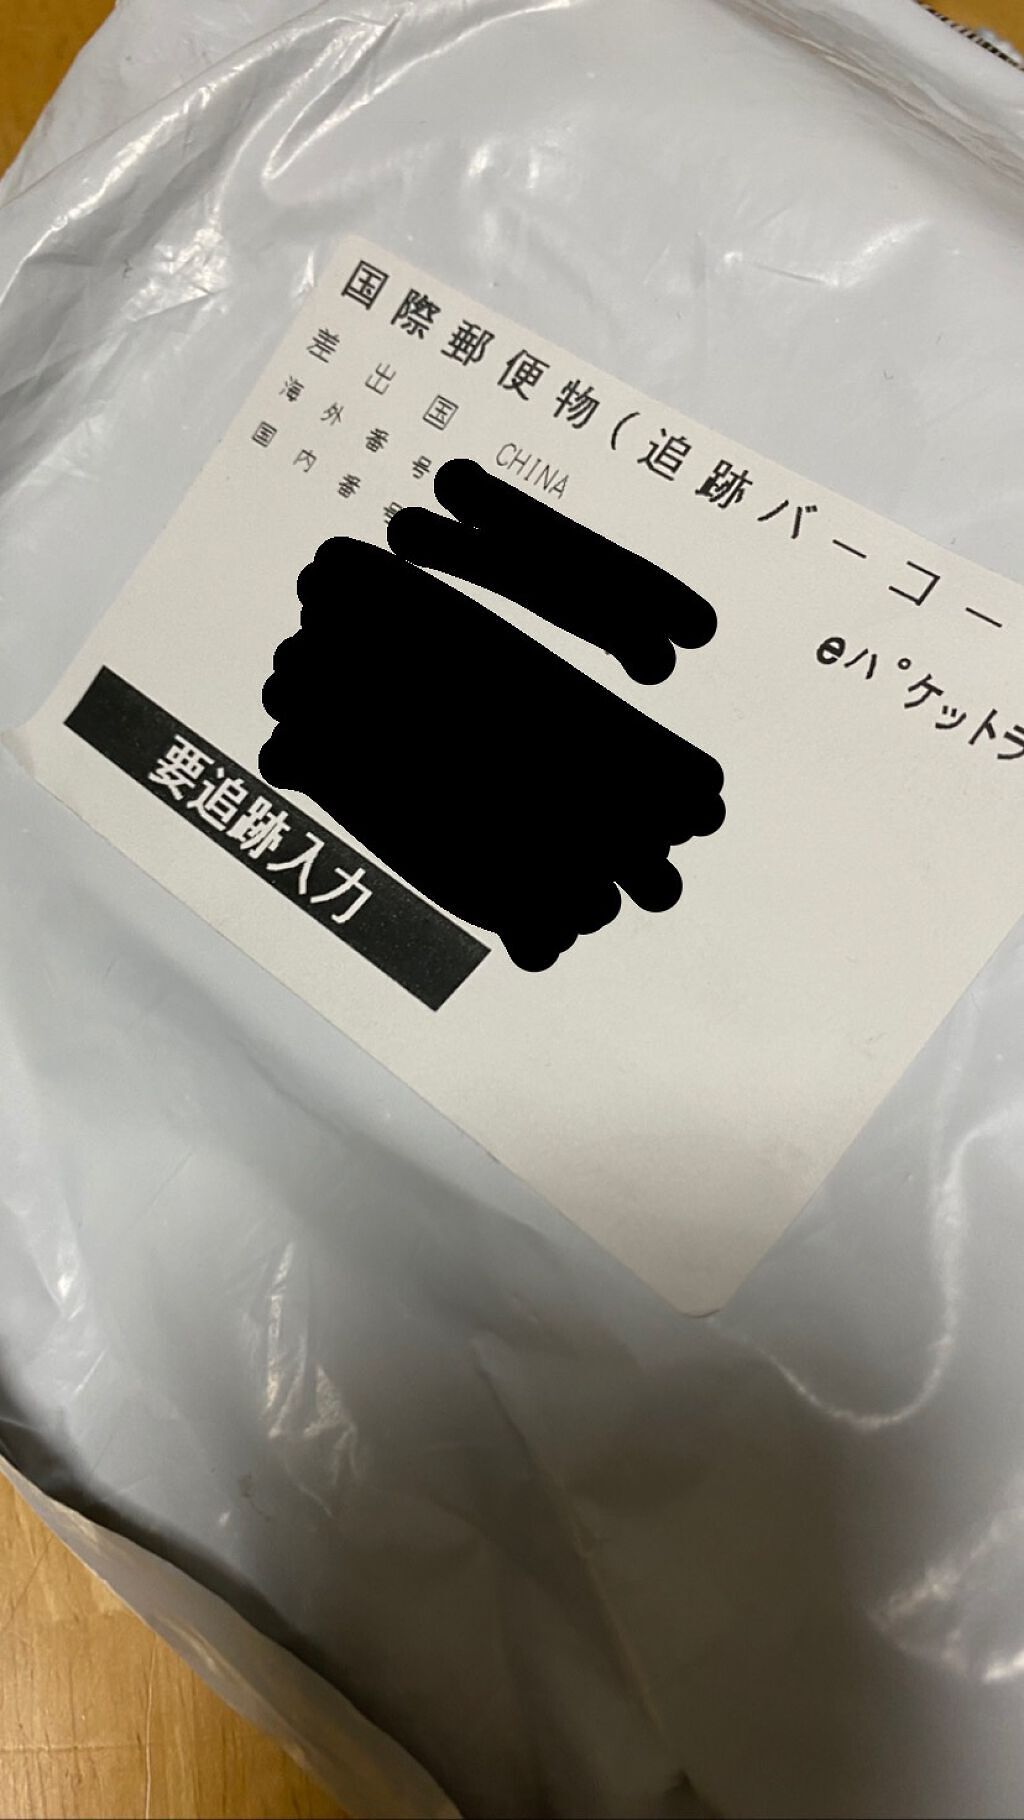 国際郵便物(追跡バーコー
eパケットラ
差出国 CHINA
海外番号
国内番号
要追跡入力